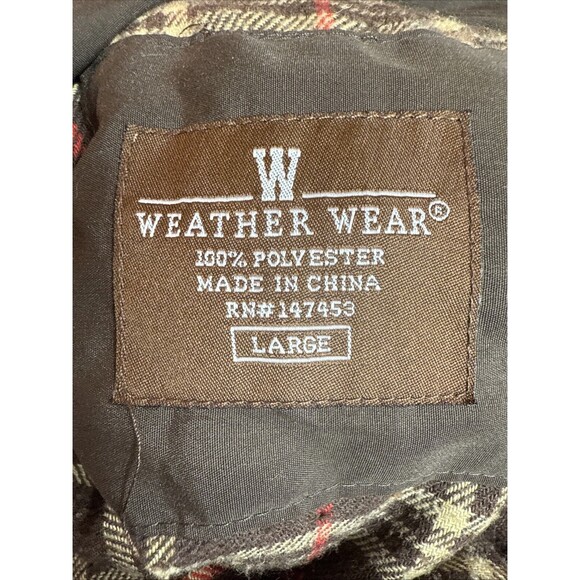 W
WEATHER WEAR®
100% POLYESTER
MADE IN CHINA
RN# 147453
LARGE